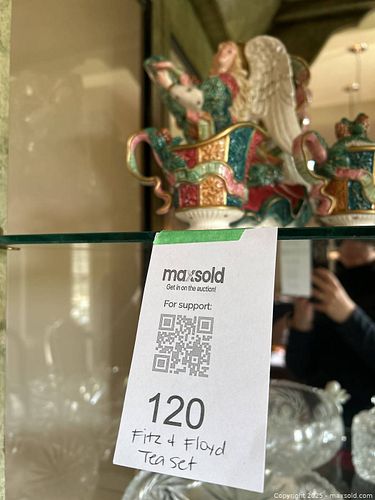 maxsold
Get in on the auction!
For support:
120
Fitz & Floyd
Tea Set
Copyright 2025 - maxsold.com